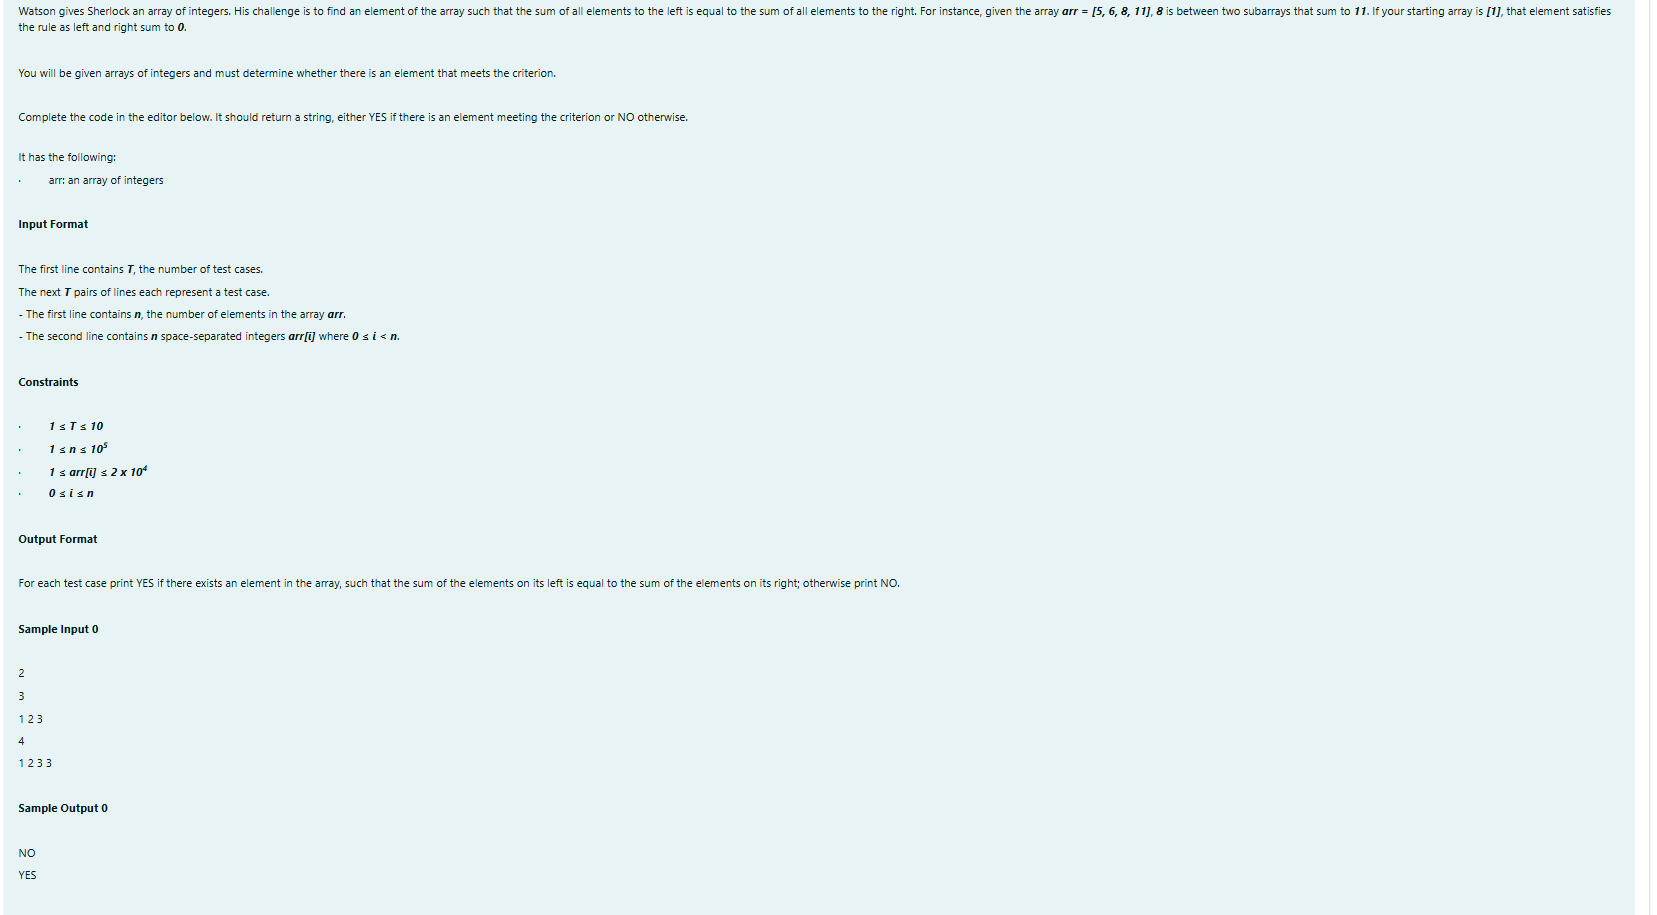 Watson gives Sherlock an array of integers. His challenge is to find an element of the array such that the sum of all elements to the left is equal to the sum of all elements to the right. For instance, given the array arr = [5, 6, 8, 11], 8 is between two subarrays that sum to 11. If your starting array is [1], that element satisfies
the rule as left and right sum to 0.
You will be given arrays of integers and must determine whether there is an element that meets the criterion.
Complete the code in the editor below. It should return a string, either YES if there is an element meeting the criterion or NO otherwise.
It has the following:
· arr: an array of integers
Input Format
The first line contains T, the number of test cases.
The next T pairs of lines each represent a test case.
- The first line contains n, the number of elements in the array arr.
- The second line contains n space-separated integers arr[i] where 0 ≤ i < n.
Constraints
· 1 ≤ T ≤ 10
· 1 ≤ n ≤ 10⁵
· 1 ≤ arr[i] ≤ 2 x 10⁴
· 0 ≤ i ≤ n
Output Format
For each test case print YES if there exists an element in the array, such that the sum of the elements on its left is equal to the sum of the elements on its right; otherwise print NO.
Sample Input 0
2
3
1 2 3
4
1 2 3 3
Sample Output 0
NO
YES